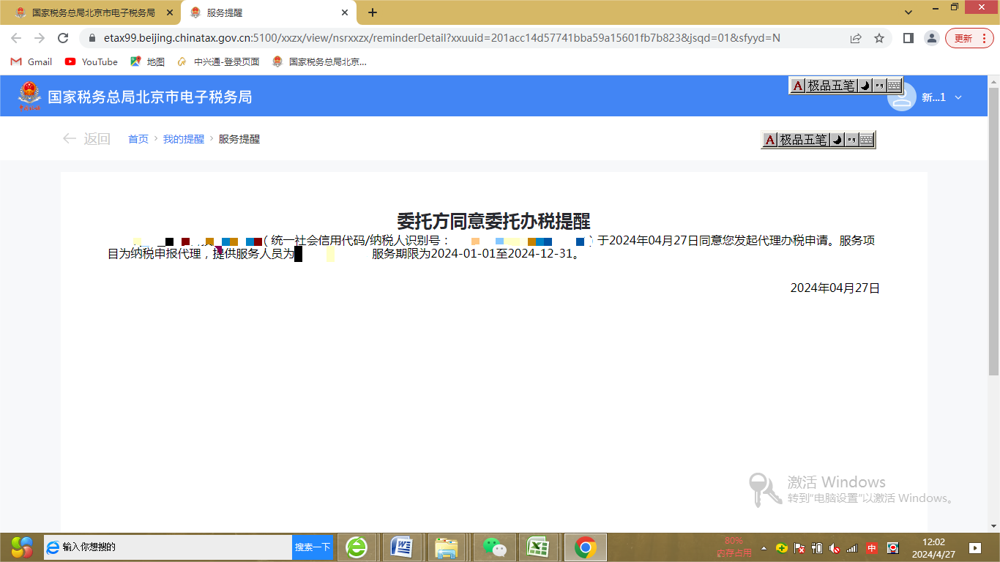 国家税务总局北京市电子税务局
服务提醒
etax99.beijing.chinatax.gov.cn:5100/xxzx/view/nsrxxzx/reminderDetail?xxuuid=201acc14d57741bba59a15601fb7b823&jsqd=01&sfyyd=N
更新
Gmail YouTube 地图 中兴通-登录页面 国家税务总局北京...
国家税务总局北京市电子税务局
A 极品五笔
新...1
返回 首页 > 我的提醒 > 服务提醒
A 极品五笔
委托方同意委托办税提醒
（统一社会信用代码/纳税人识别号： ）于2024年04月27日同意您发起代理办税申请。服务项
目为纳税申报代理，提供服务人员为 服务期限为2024-01-01至2024-12-31。
2024年04月27日
激活 Windows
转到"电脑设置"以激活 Windows。
输入你想搜的 搜索一下
80%
内存占用
中
12:02
2024/4/27